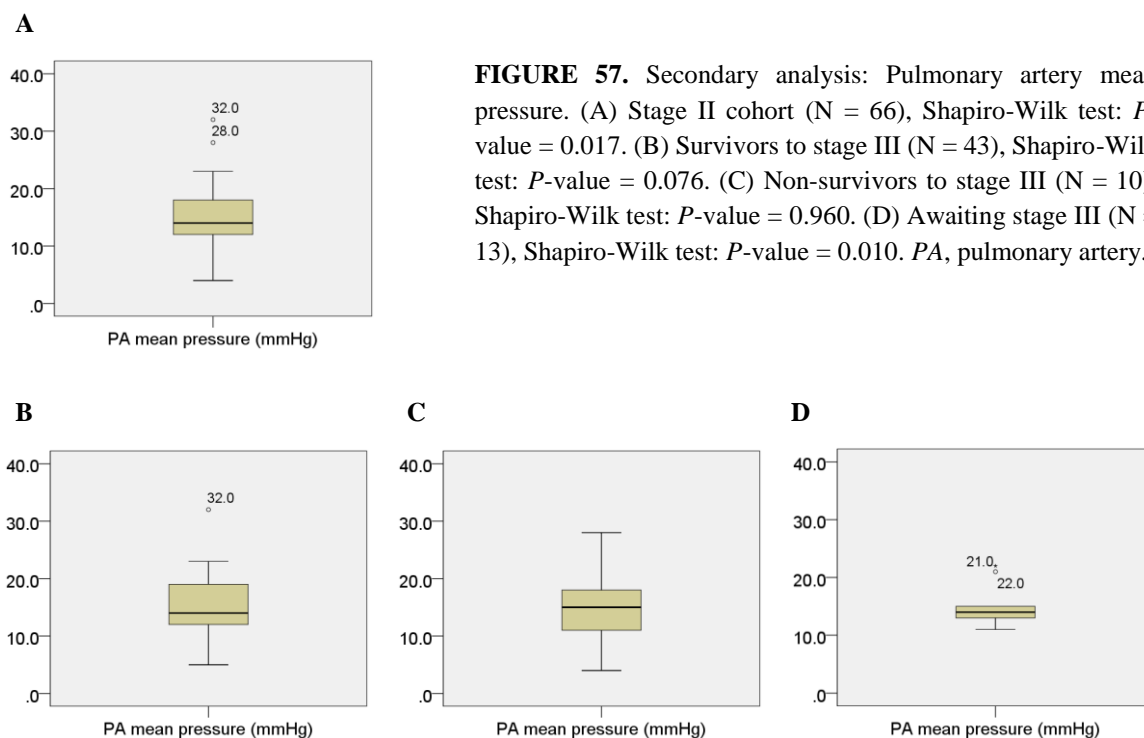 A
40.0
30.0
20.0
10.0
.0
32.0
28.0
PA mean pressure (mmHg)
FIGURE 57. Secondary analysis: Pulmonary artery mea
pressure. (A) Stage II cohort (N = 66), Shapiro-Wilk test: P
value = 0.017. (B) Survivors to stage III (N = 43), Shapiro-Wil
test: P-value = 0.076. (C) Non-survivors to stage III (N = 10)
Shapiro-Wilk test: P-value = 0.960. (D) Awaiting stage III (N =
13), Shapiro-Wilk test: P-value = 0.010. PA, pulmonary artery.
B
40.0
30.0
20.0
10.0
.0
32.0
PA mean pressure (mmHg)
C
40.0
30.0
20.0
10.0
.0
PA mean pressure (mmHg)
D
40.0
30.0
20.0
10.0
.0
21.0
22.0
PA mean pressure (mmHg)